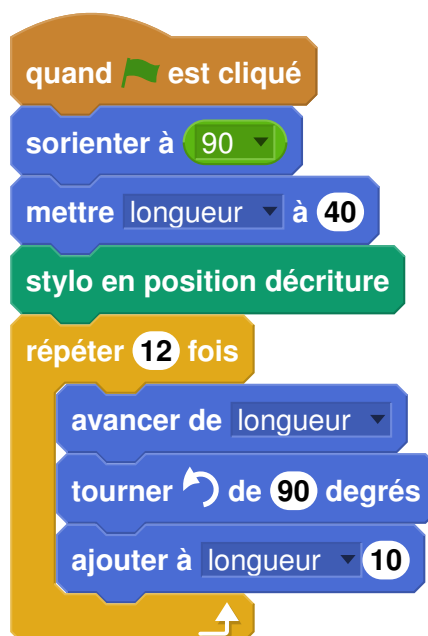 quand est cliqué
sorienter à 90
mettre longueur à 40
stylo en position décriture
répéter 12 fois
avancer de longueur
tourner de 90 degrés
ajouter à longueur 10